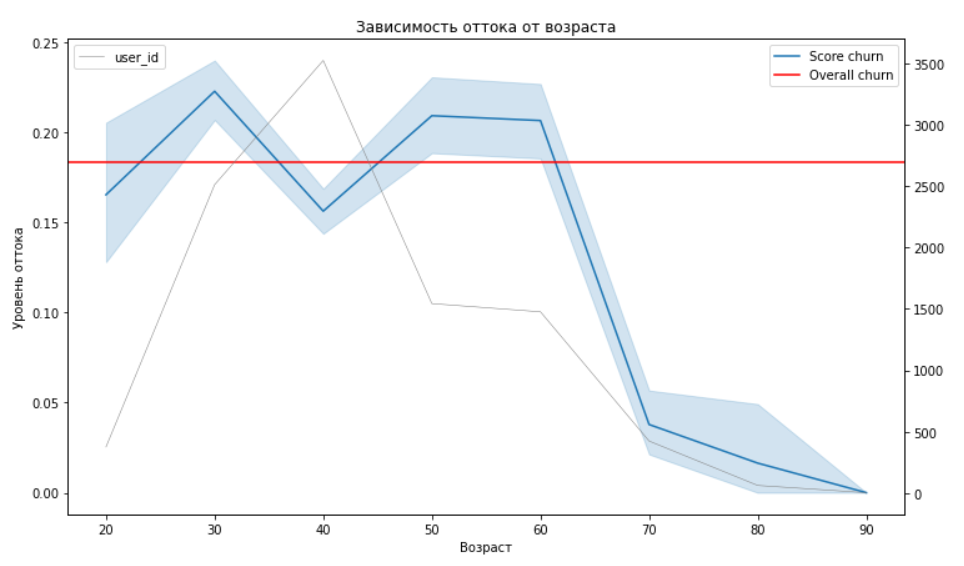 Зависимость оттока от возраста
user_id
Score churn
Overall churn
0.25
0.20
0.15
0.10
0.05
0.00
Уровень оттока
3500
3000
2500
2000
1500
1000
500
0
20 30 40 50 60 70 80 90
Возраст